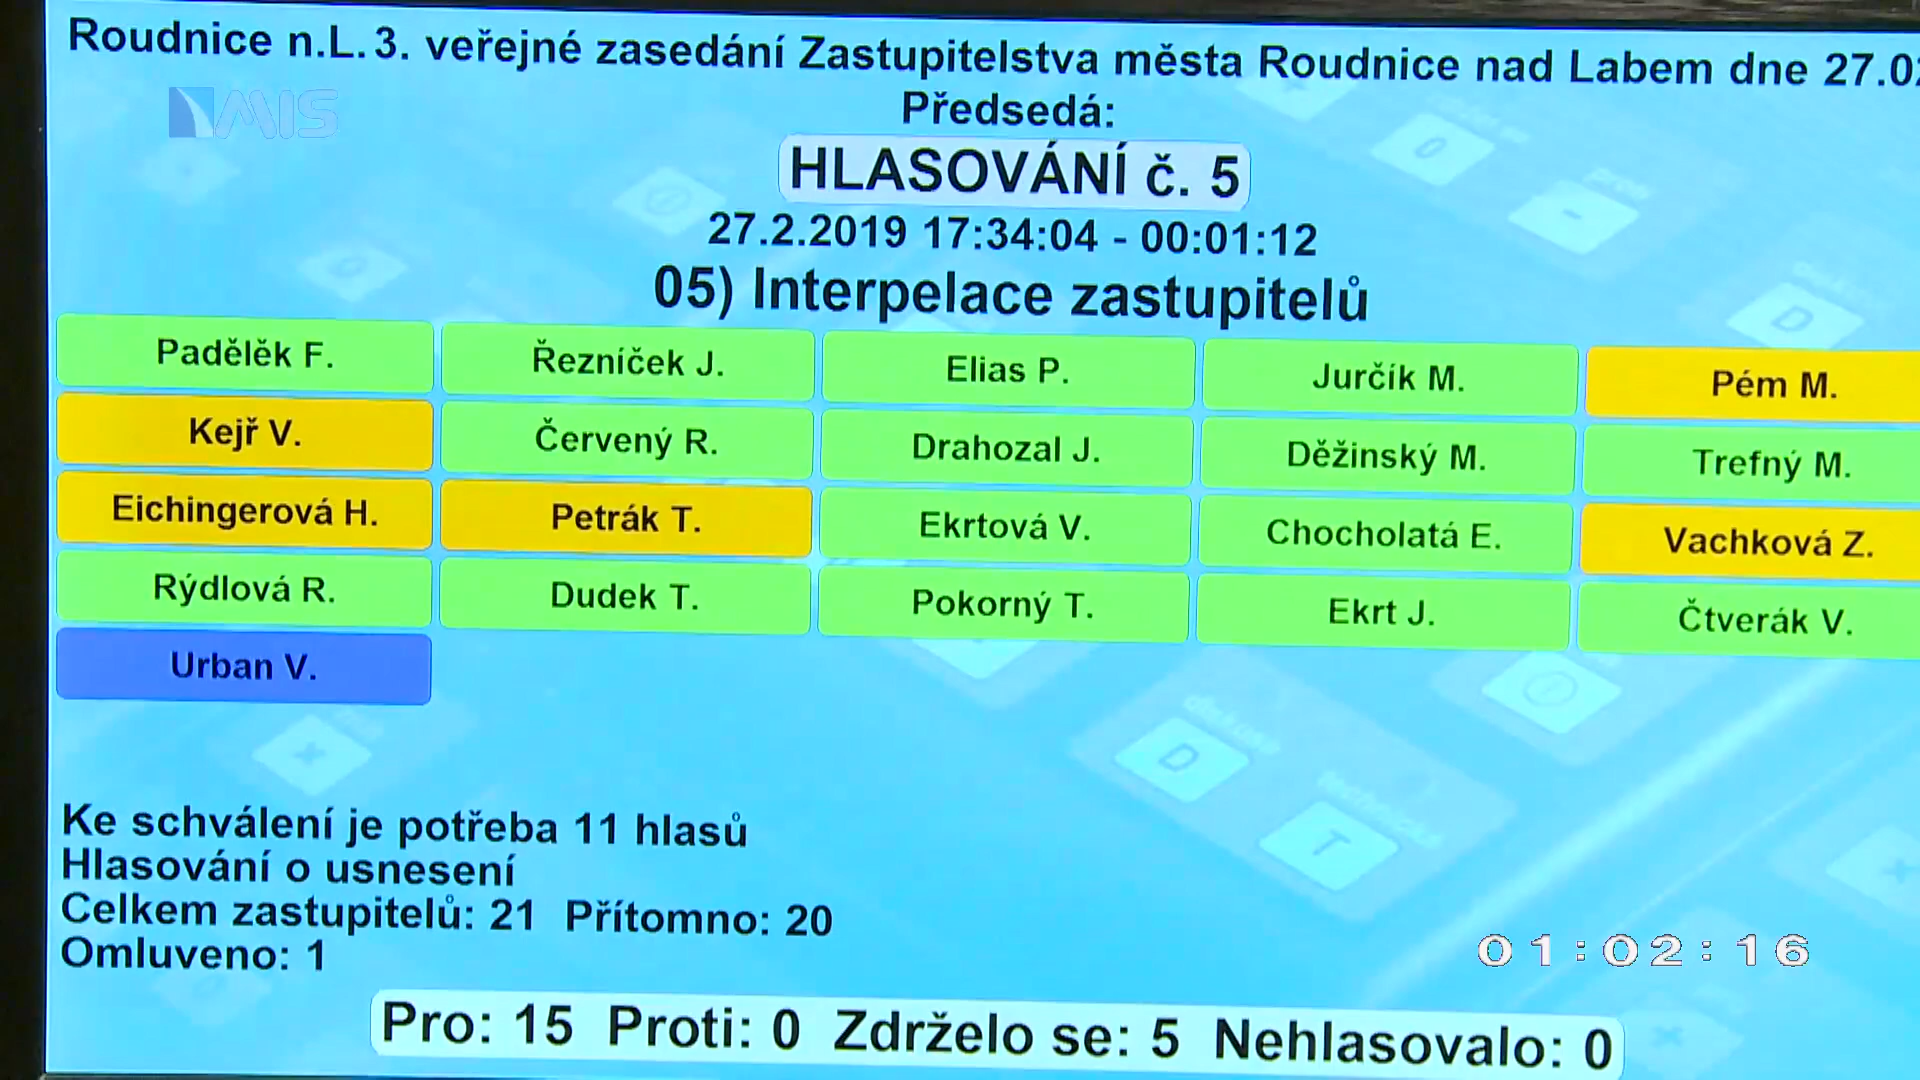 Roudnice n.L. 3. veřejné zasedání Zastupitelstva města Roudnice nad Labem dne 27.02
MIS
Předsedá:
HLASOVÁNÍ č. 5
27.2.2019 17:34:04 - 00:01:12
05) Interpelace zastupitelů
Padělěk F. Řezníček J. Elias P. Jurčík M. Pém M.
Kejř V. Červený R. Drahozal J. Děžinský M. Trefný M.
Eichingerová H. Petrák T. Ekrtová V. Chocholatá E. Vachková Z.
Rýdlová R. Dudek T. Pokorný T. Ekrt J. Čtverák V.
Urban V.
Ke schválení je potřeba 11 hlasů
Hlasování o usnesení
Celkem zastupitelů: 21 Přítomno: 20
Omluveno: 1
01:02:16
Pro: 15 Proti: 0 Zdrželo se: 5 Nehlasovalo: 0